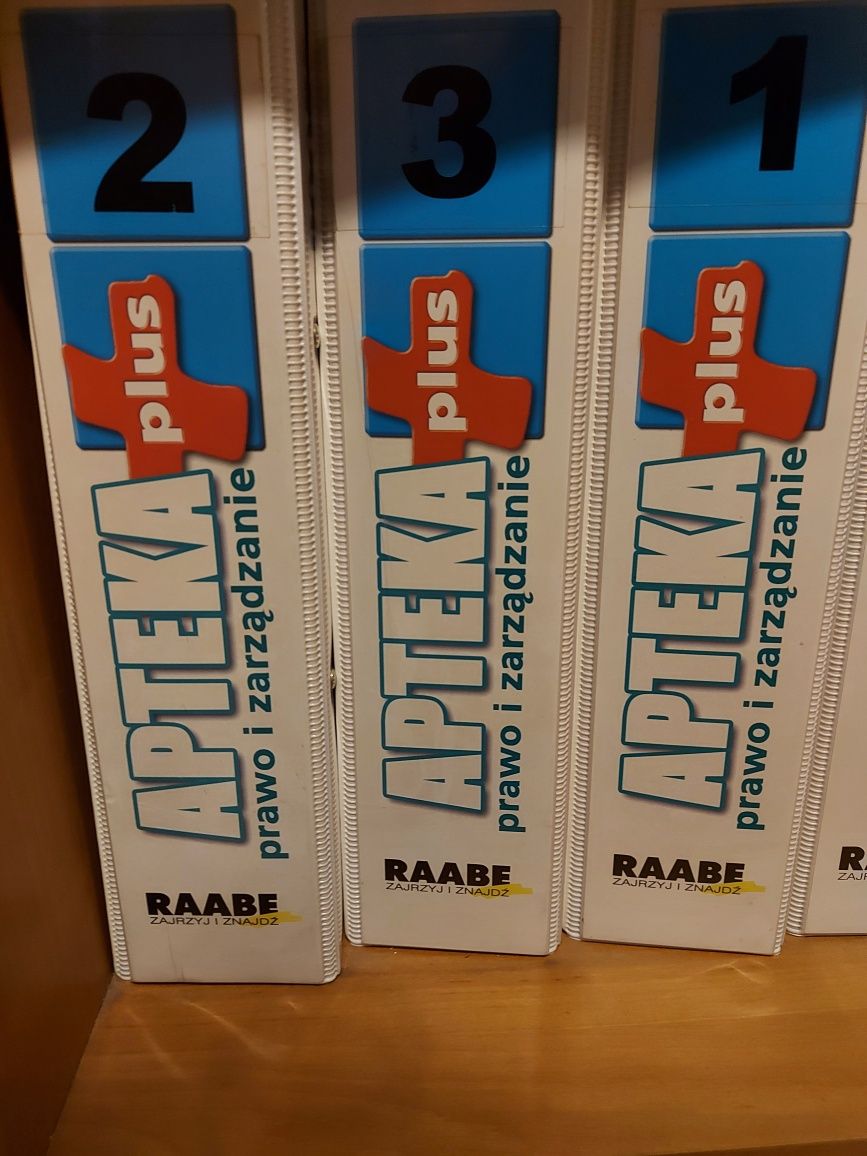 2
plus
APTEKA
prawo i zarządzanie
RAABE
ZAJRZYJ I ZNAJDŹ
3
plus
APTEKA
prawo i zarządzanie
RAABE
ZAJRZYJ I ZNAJDŹ
1
plus
APTEKA
prawo i zarządzanie
RAABE
ZAJRZYJ I ZNAJDŹ